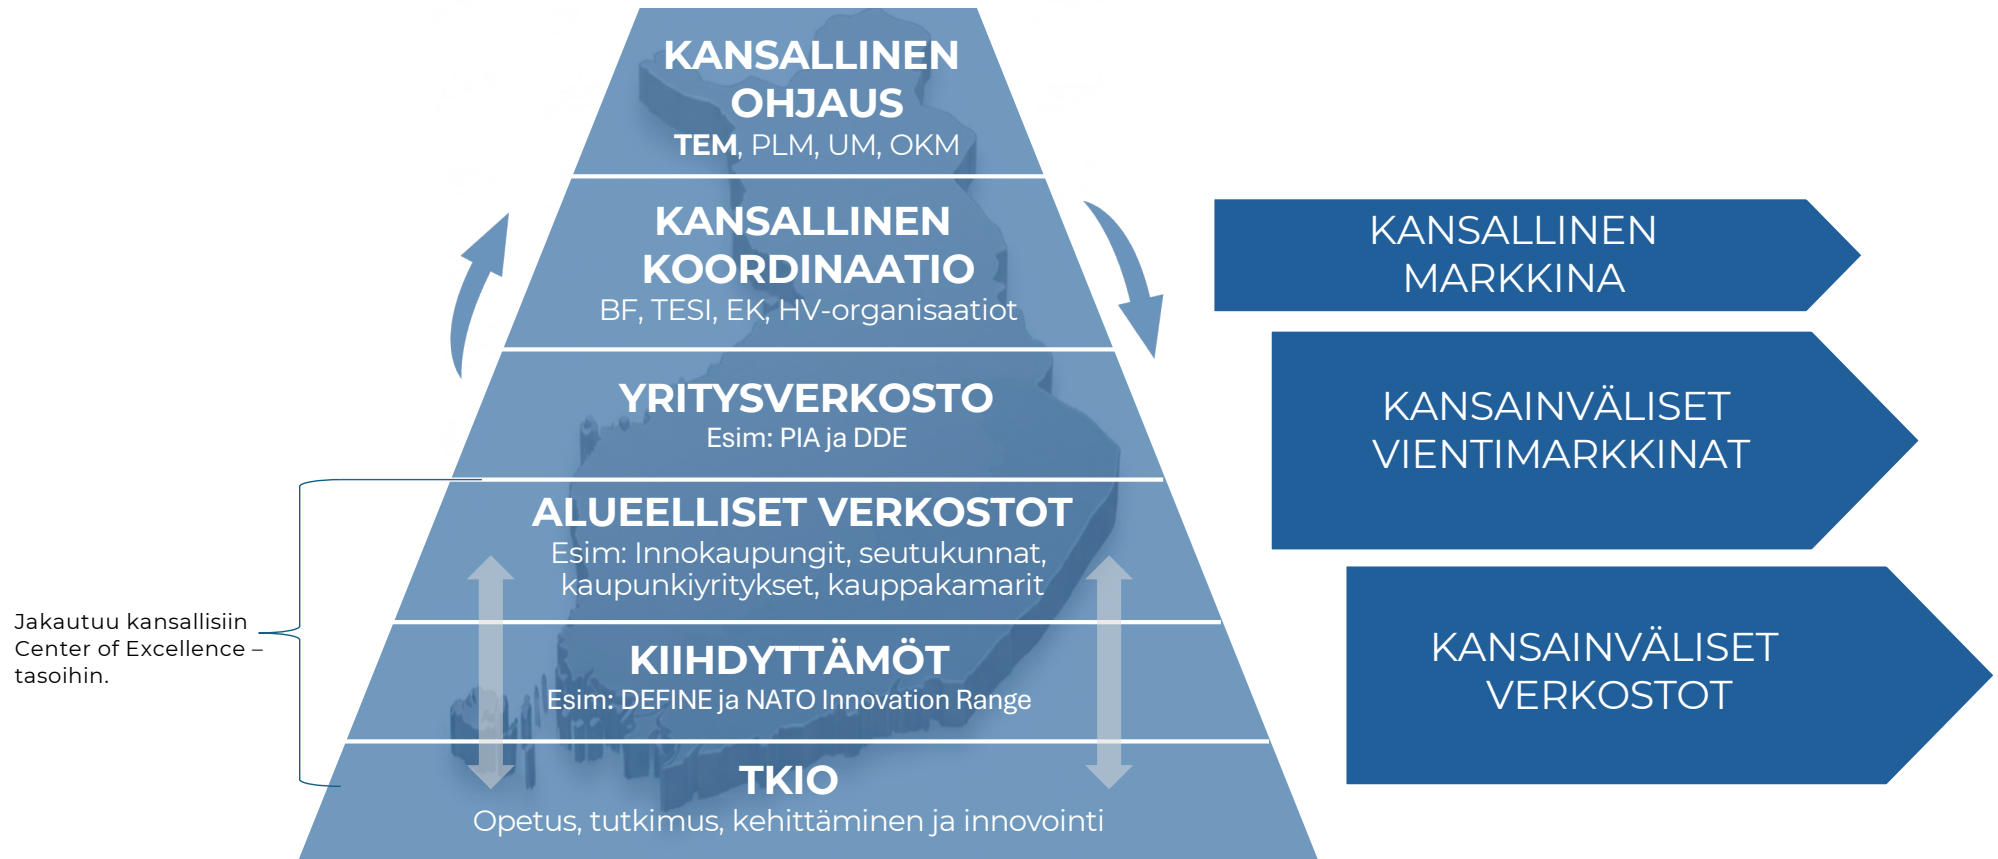 KANSALLINEN
OHJAUS
TEM, PLM, UM, OKM
KANSALLINEN
KOORDINAATIO
BF, TESI, EK, HV-organisaatiot
YRITYSVERKOSTO
Esim: PIA ja DDE
ALUEELLISET VERKOSTOT
Esim: Innokaupungit, seutukunnat,
kaupunkiyritykset, kauppakamarit
KIIHDYTTÄMÖT
Esim: DEFINE ja NATO Innovation Range
TKIO
Opetus, tutkimus, kehittäminen ja innovointi
Jakautuu kansallisiin
Center of Excellence –
tasoihin.
KANSALLINEN
MARKKINA
KANSAINVÄLISET
VIENTIMARKKINAT
KANSAINVÄLISET
VERKOSTOT